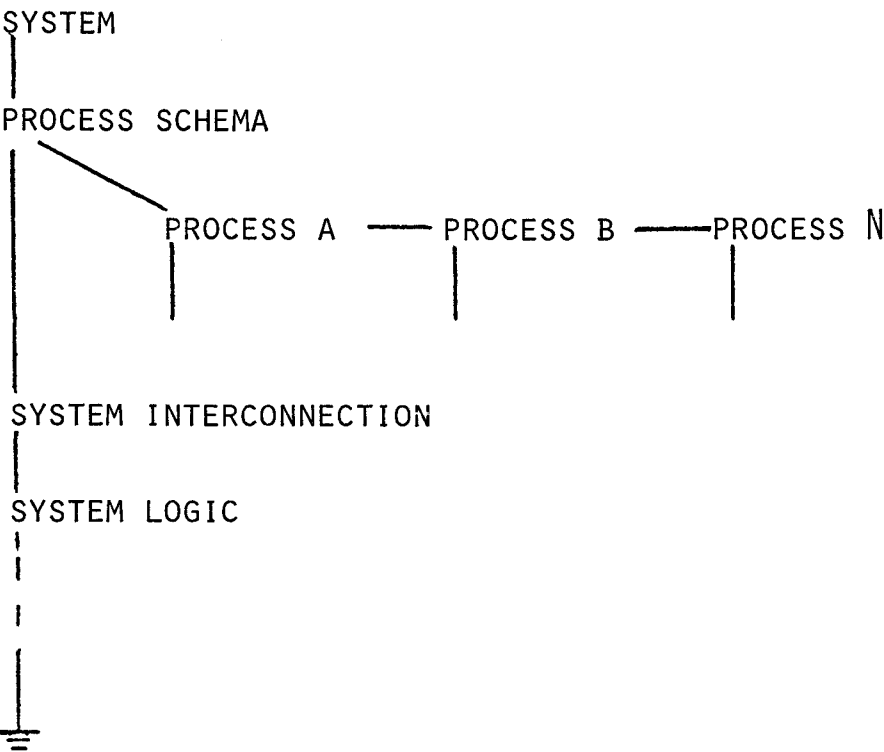 SYSTEM
PROCESS SCHEMA
PROCESS A PROCESS B PROCESS N
SYSTEM INTERCONNECTION
SYSTEM LOGIC